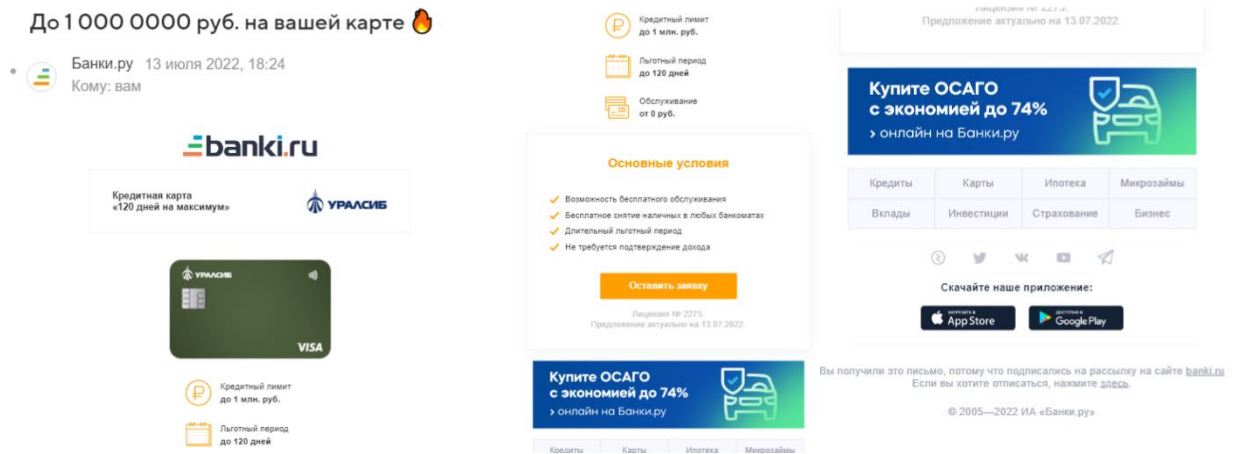 До 1 000 0000 руб. на вашей карте 🔥
Банки.ру 13 июля 2022, 18:24
Кому: вам
banki.ru
Кредитная карта
«120 дней на максимум»
УРАЛСИБ
УРАЛСИБ
VISA
Кредитный лимит
до 1 млн. руб.
Льготный период
до 120 дней
Кредитный лимит
до 1 млн. руб.
Льготный период
до 120 дней
Обслуживание
от 0 руб.
Основные условия
Возможность бесплатного обслуживания
Бесплатное снятие наличных в любых банкоматах
Длительный льготный период
Не требуется подтверждение дохода
Оставить заявку
Лицензия № 2275.
Предложение актуально на 13.07.2022.
Купите ОСАГО
с экономией до 74%
› онлайн на Банки.ру
Кредиты Карты Ипотека Микрозаймы
Лицензия № 2275.
Предложение актуально на 13.07.2022.
Купите ОСАГО
с экономией до 74%
› онлайн на Банки.ру
Кредиты Карты Ипотека Микрозаймы
Вклады Инвестиции Страхование Бизнес
Скачайте наше приложение:
Загрузите в
App Store
Доступно в
Google Play
Вы получили это письмо, потому что подписались на рассылку на сайте banki.ru
Если вы хотите отписаться, нажмите здесь.
© 2005—2022 ИА «Банки.ру»